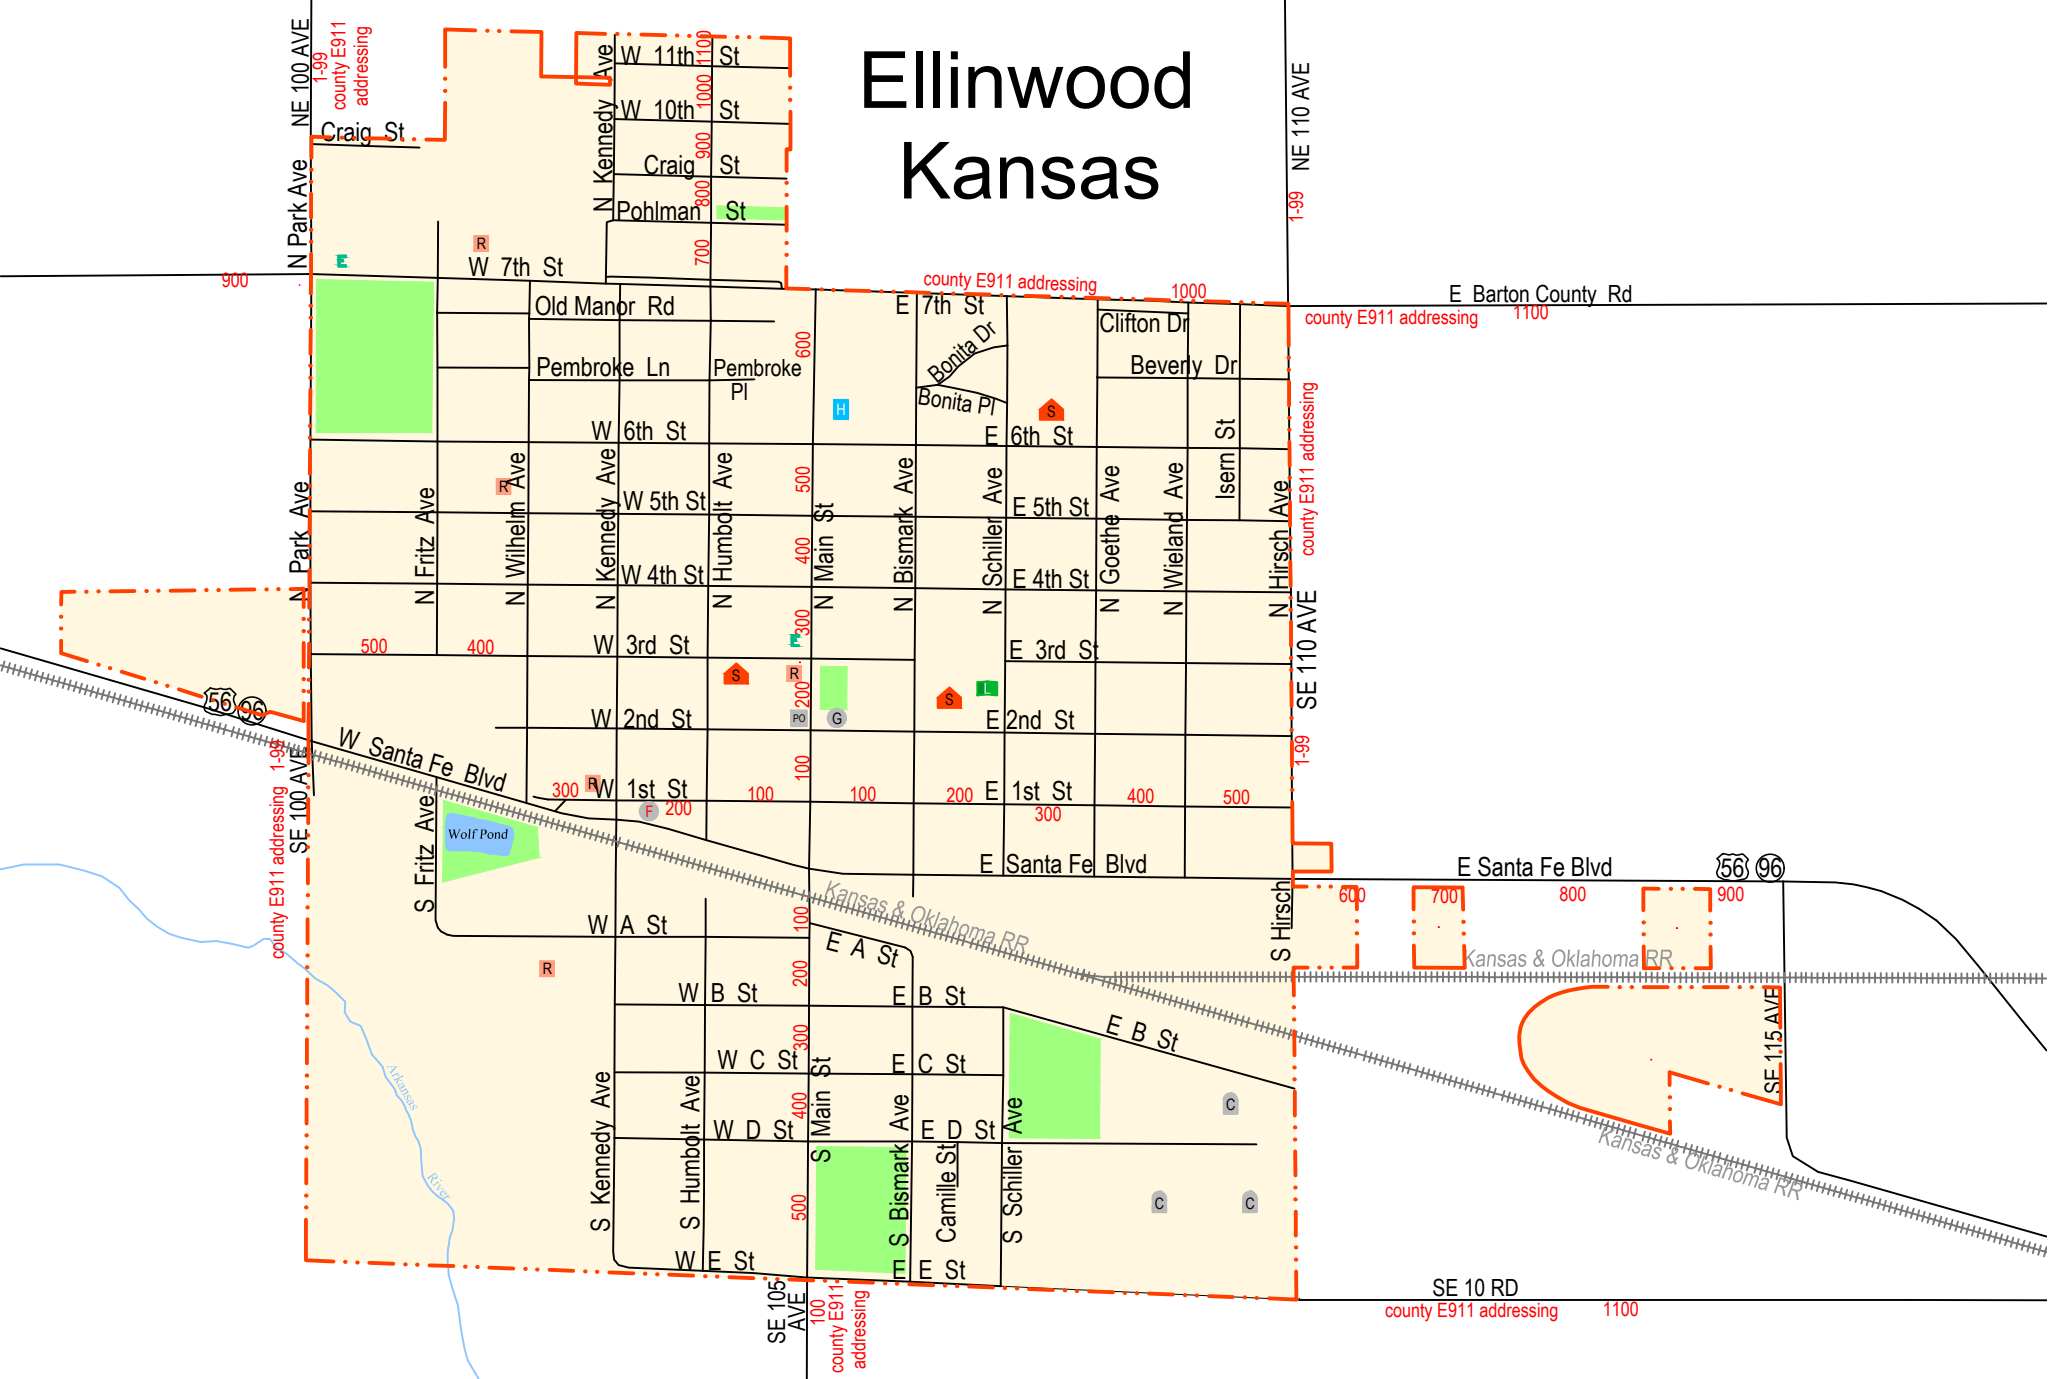 Ellinwood
Kansas
NE 100 AVE
1-99
county E911
addressing
N Kennedy Ave
W 11th St
1100
W 10th St
1000
NE 110 AVE
Craig St
900
Craig St
800
N Park Ave
Pohlman St
1-99
R
700
E
W 7th St
900
county E911 addressing
1000
E Barton County Rd
county E911 addressing
1100
Old Manor Rd
E 7th St
Clifton Dr
600
Bonita Dr
Pembroke Ln
Pembroke
Pl
Beverly Dr
Bonita Pl
H
S
county E911 addressing
W 6th St
E 6th St
Isern St
N Park Ave
N Fritz Ave
R
N Wilhelm Ave
N Kennedy Ave
W 5th St
N Humbolt Ave
500
N Main St
N Bismark Ave
N Schiller Ave
E 5th St
N Goethe Ave
N Wieland Ave
N Hirsch Ave
400
W 4th St
E 4th St
SE 110 AVE
300
500
400
W 3rd St
E
E 3rd St
S
R
200
S
L
56
96
W 2nd St
PO
G
E 2nd St
1-99
W Santa Fe Blvd
SE 100 AVE
county E911 addressing 1-99
100
R
300
W 1st St
F
200
100
100
200
E 1st St
300
400
500
S Fritz Ave
Wolf Pond
E Santa Fe Blvd
E Santa Fe Blvd
56
96
600
700
800
900
Kansas & Oklahoma RR
S Hirsch
W A St
100
E A St
Kansas & Oklahoma RR
R
200
W B St
E B St
E B St
SE 115 AVE
300
W C St
E C St
Arkansas
River
S Kennedy Ave
S Humbolt Ave
S Main St
400
W D St
S Bismark Ave
E D St
Camille St
S Schiller Ave
C
C
C
Kansas & Oklahoma RR
500
W E St
E E St
SE 105
AVE
100
county E911
addressing
SE 10 RD
county E911 addressing
1100